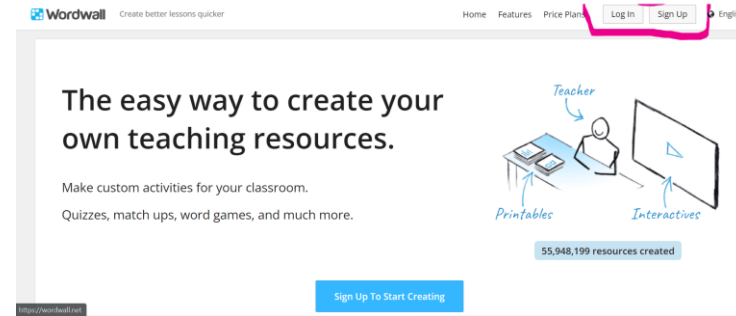 Wordwall Create better lessons quicker Home Features Price Plans Log In Sign Up
The easy way to create your
own teaching resources.
Make custom activities for your classroom.
Quizzes, match ups, word games, and much more.
Teacher
Printables
Interactives
55,948,199 resources created
Sign Up To Start Creating
https://wordwall.net